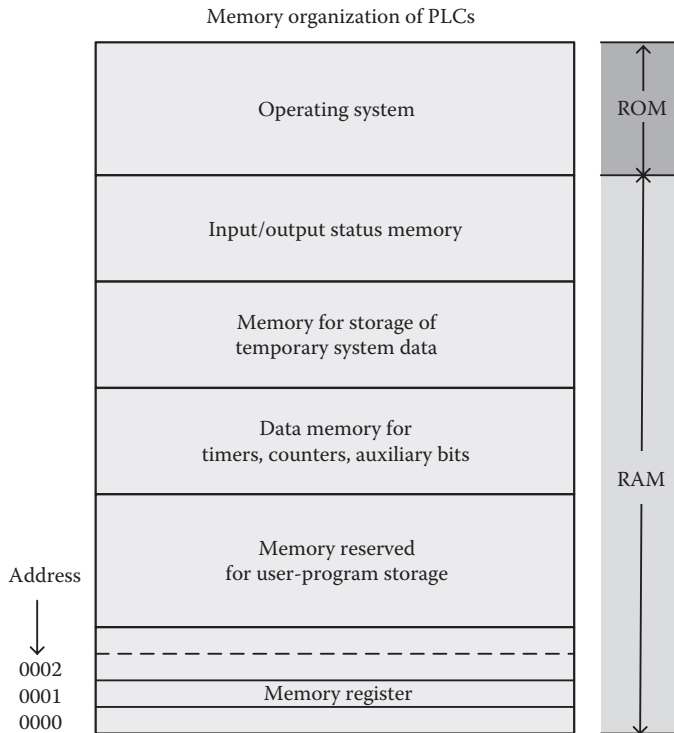 Memory organization of PLCs
Operating system
ROM
Input/output status memory
Memory for storage of
temporary system data
Data memory for
timers, counters, auxiliary bits
RAM
Memory reserved
for user-program storage
Address
0002
0001
Memory register
0000